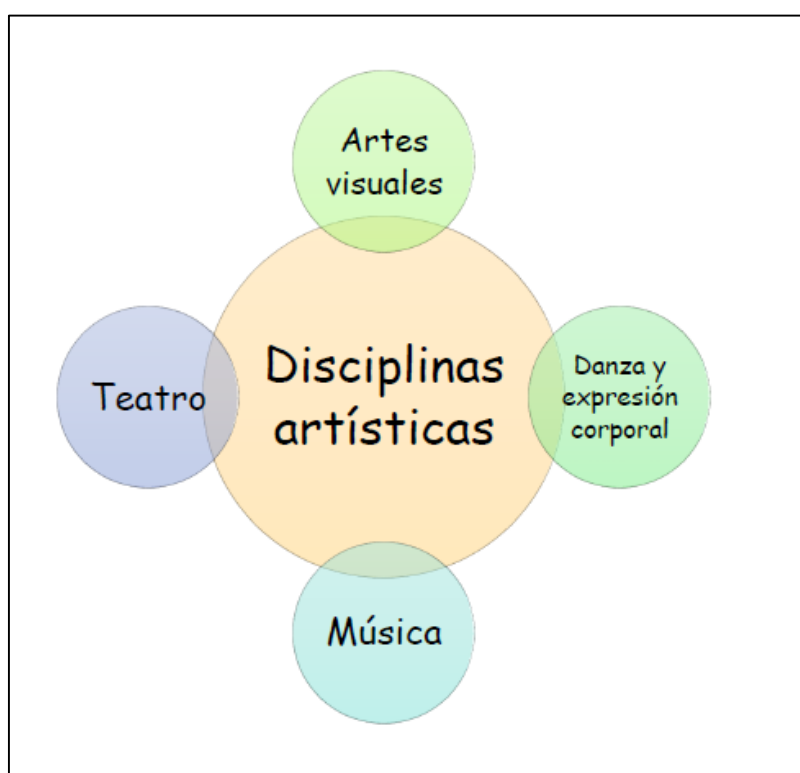 Artes
visuales
Disciplinas
artísticas
Teatro
Danza y
expresión
corporal
Música